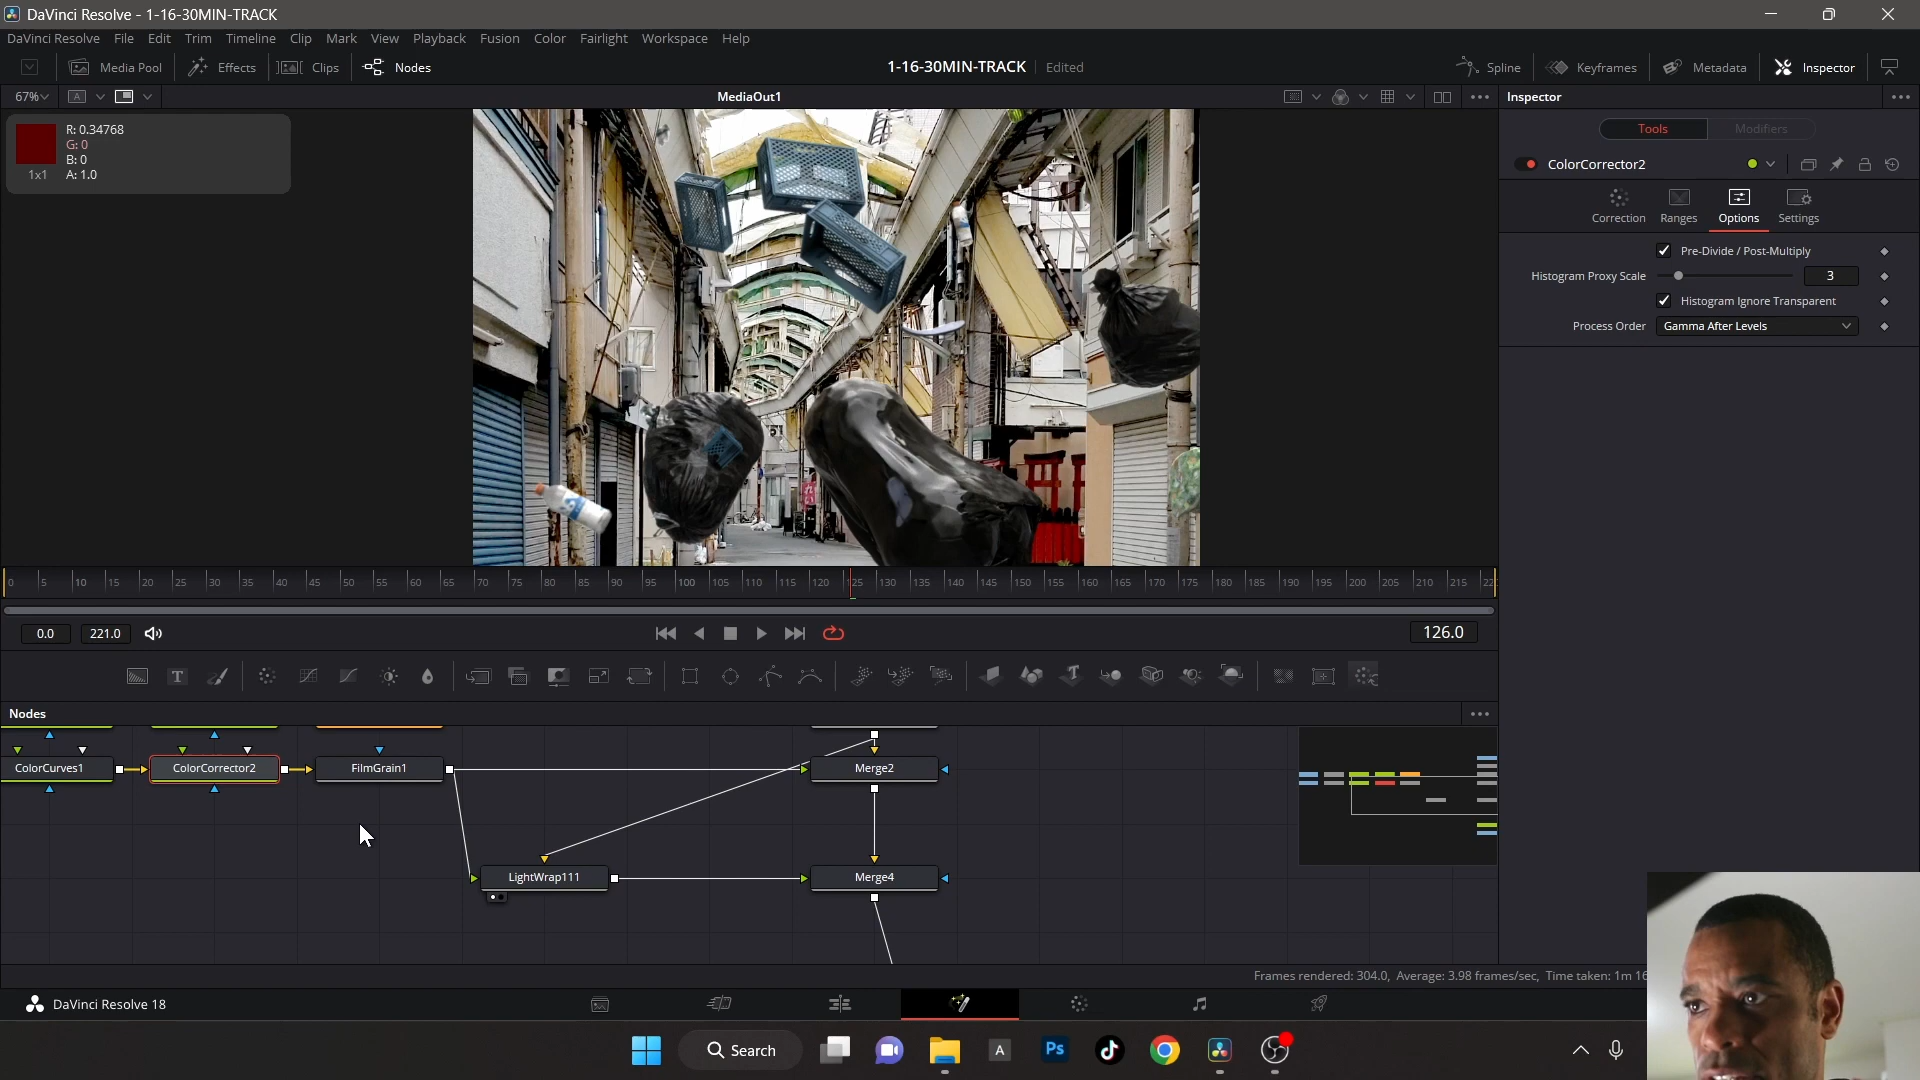 DaVinci Resolve - 1-16-30MIN-TRACK
DaVinci Resolve File Edit Trim Timeline Clip Mark View Playback Fusion Color Fairlight Workspace Help
Media Pool Effects Clips Nodes 1-16-30MIN-TRACK Edited Spline Keyframes Metadata Inspector
67% A MediaOut1 Inspector
R: 0.34768
G: 0
B: 0
1x1 A: 1.0
Tools Modifiers
ColorCorrector2
Correction Ranges Options Settings
Pre-Divide / Post-Multiply
Histogram Proxy Scale 3
Histogram Ignore Transparent
Process Order Gamma After Levels
0 5 10 15 20 25 30 35 40 45 50 55 60 65 70 75 80 85 90 95 100 105 110 115 120 125 130 135 140 145 150 155 160 165 170 175 180 185 190 195 200 205 210 215 22
0.0 221.0 126.0
T
Nodes
ColorCurves1 ColorCorrector2 FilmGrain1 Merge2
LightWrap111 Merge4
Frames rendered: 304.0, Average: 3.98 frames/sec, Time taken: 1m 16
DaVinci Resolve 18
Search A Ps